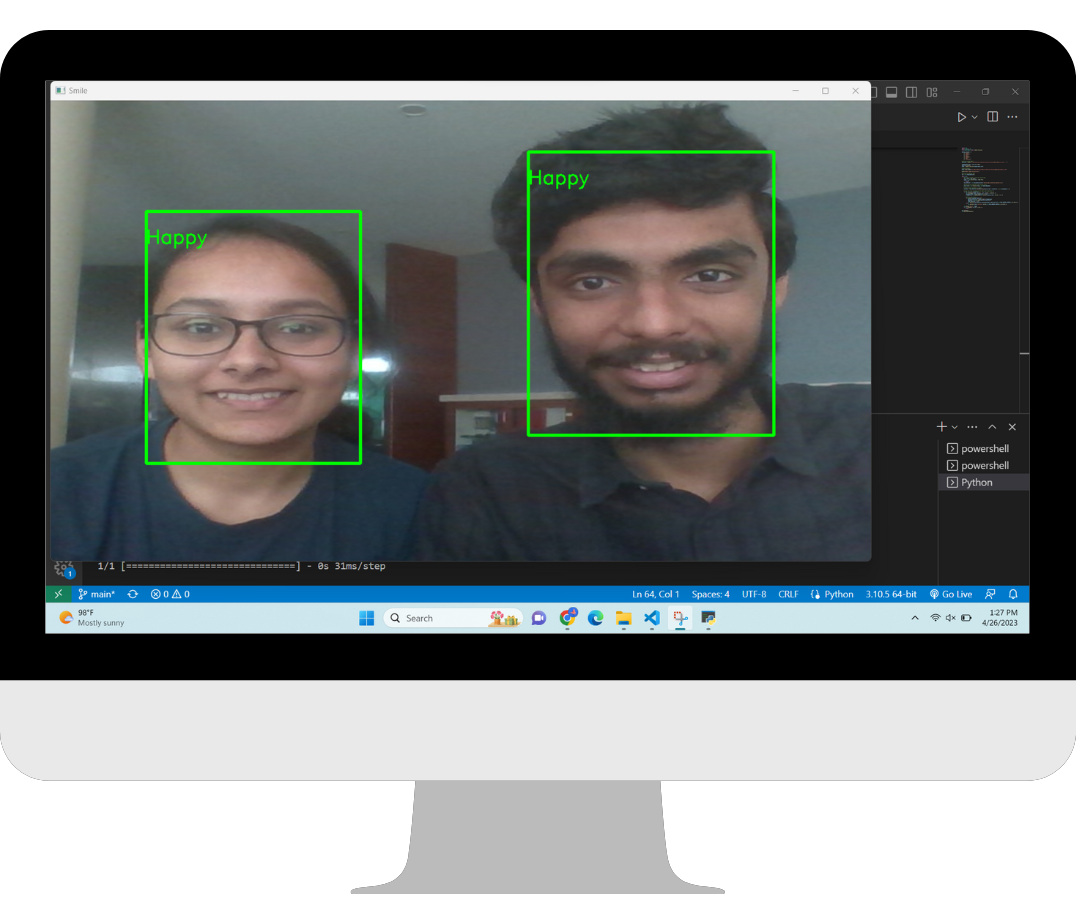 Smile
Happy
Happy
powershell
powershell
Python
1/1 [==============================] - 0s 31ms/step
1
main* 0 0 Ln 64, Col 1 Spaces: 4 UTF-8 CRLF Python 3.10.5 64-bit Go Live
98°F
Mostly sunny
Search
1:27 PM
4/26/2023